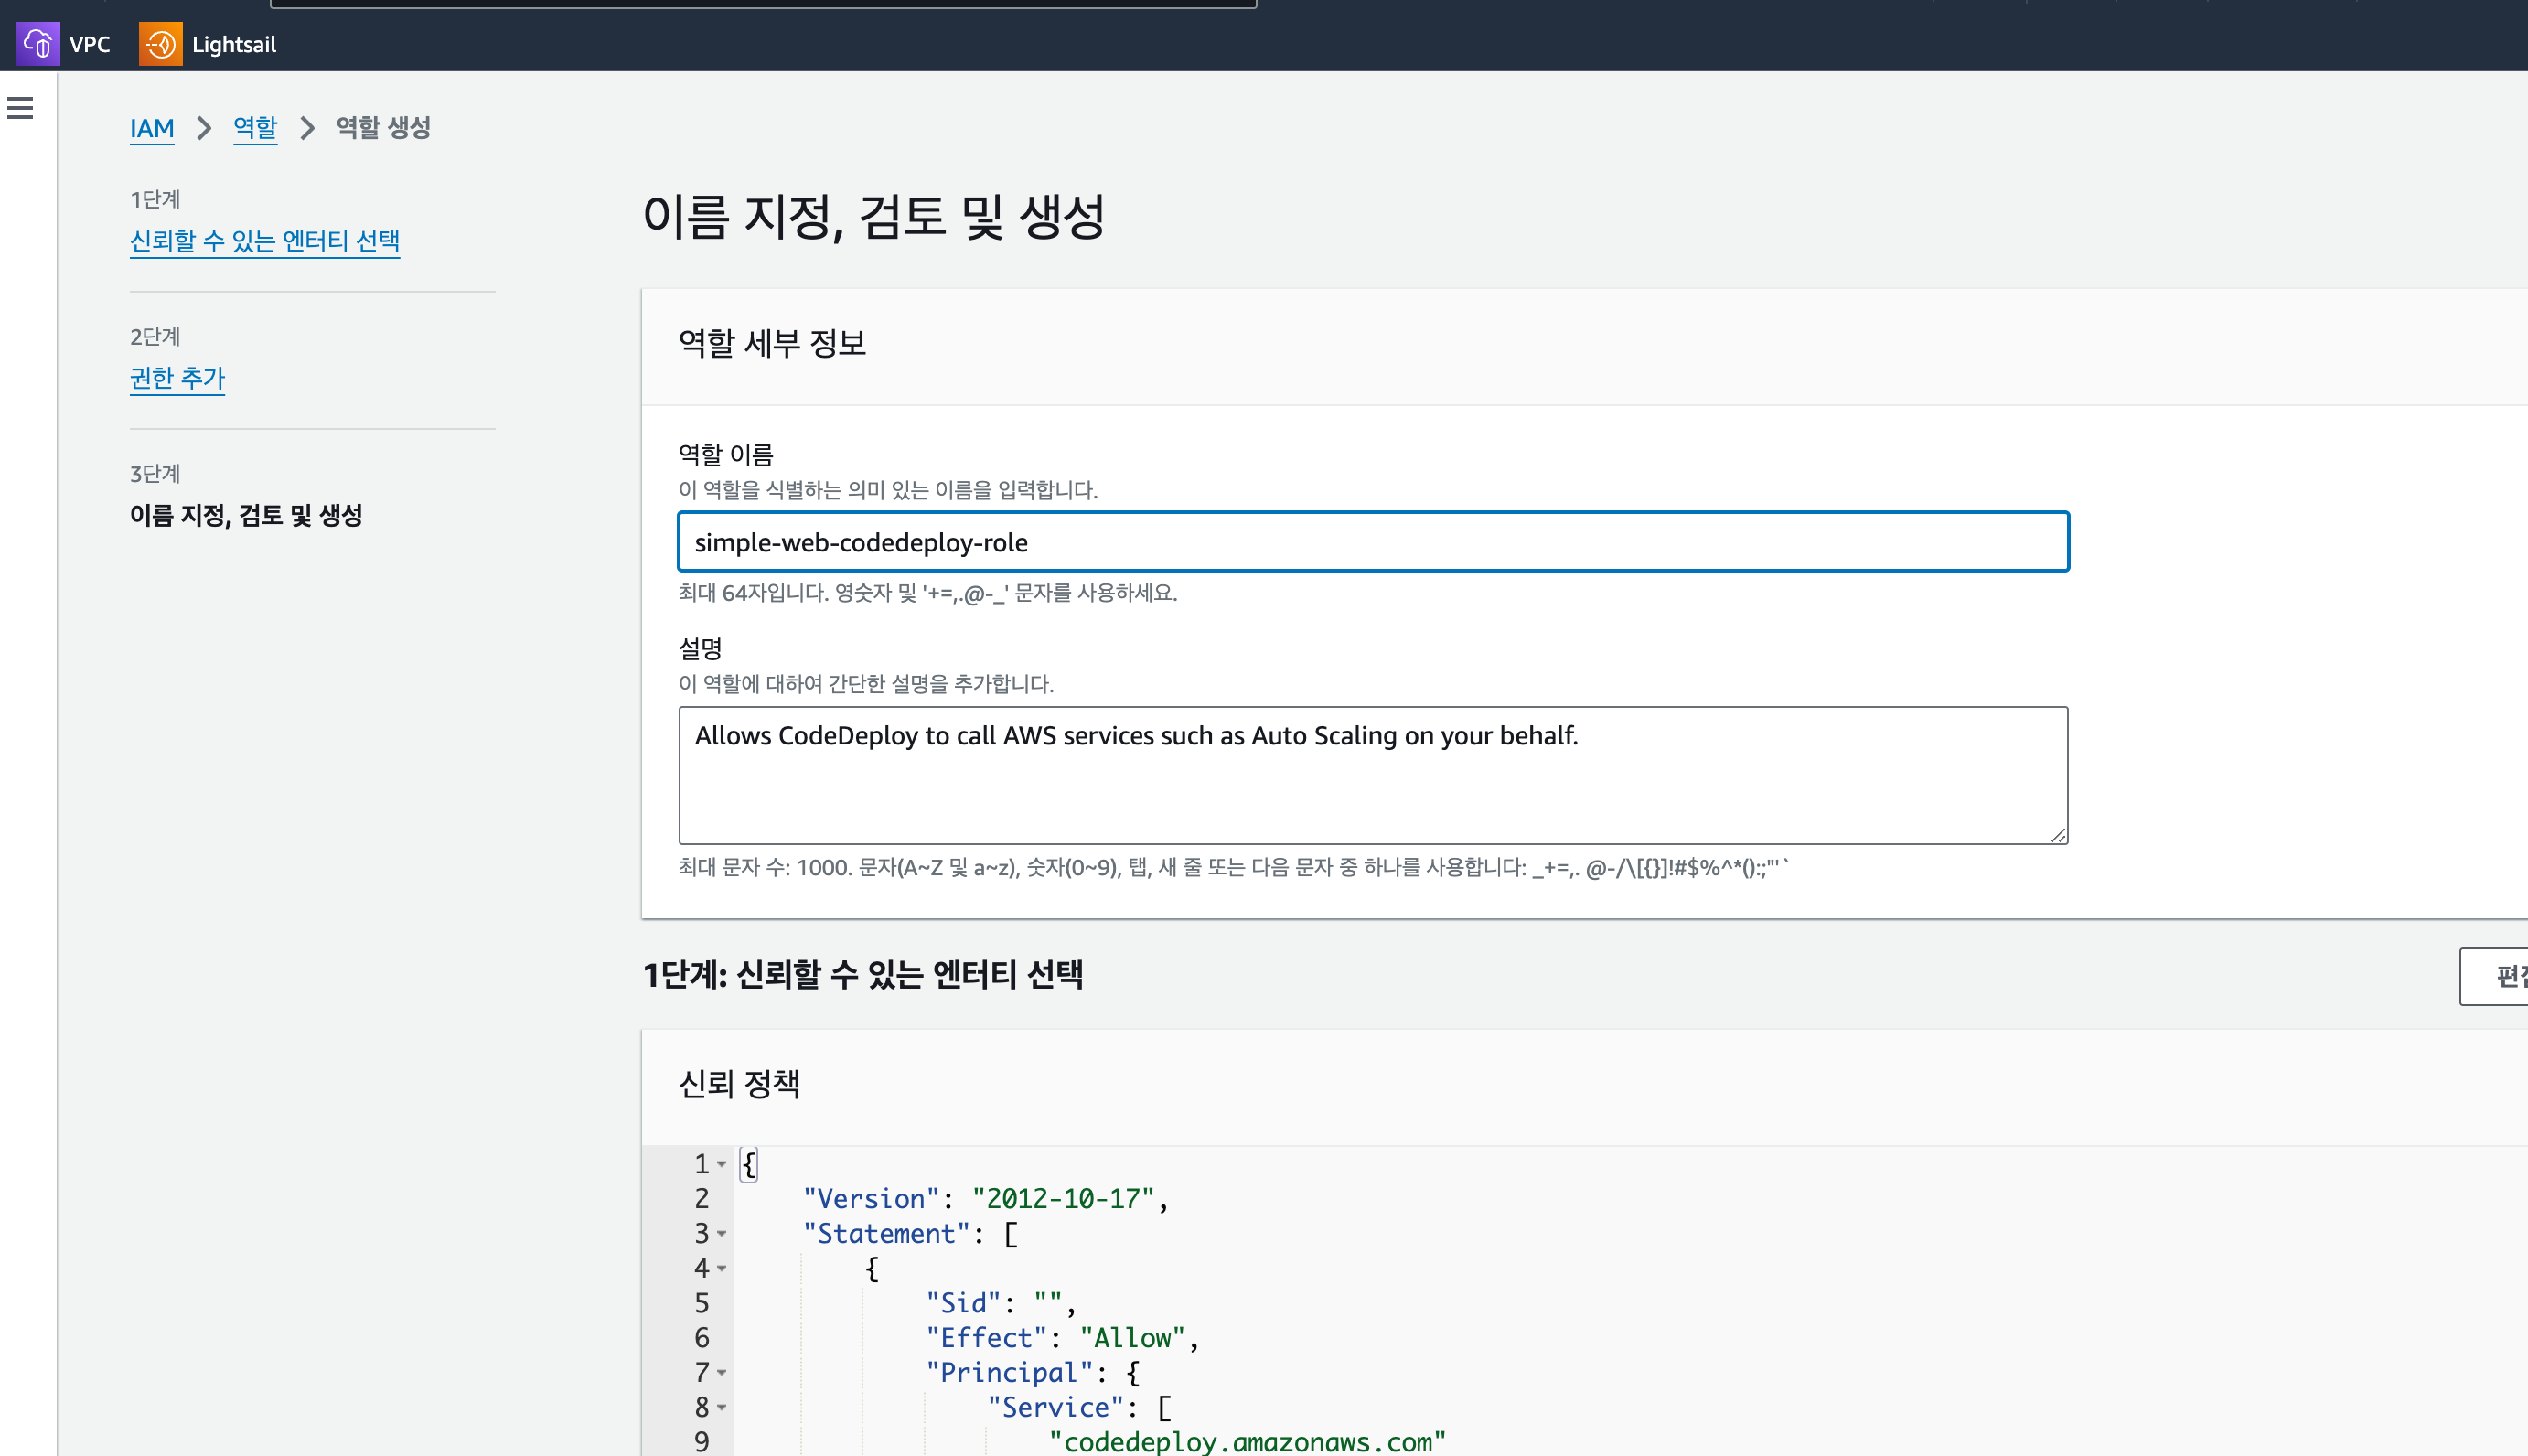 VPC
Lightsail
IAM > 역할 > 역할 생성
1단계
신뢰할 수 있는 엔터티 선택
2단계
권한 추가
3단계
이름 지정, 검토 및 생성
이름 지정, 검토 및 생성
역할 세부 정보
역할 이름
이 역할을 식별하는 의미 있는 이름을 입력합니다.
simple-web-codedeploy-role
최대 64자입니다. 영숫자 및 '+=,.@-_' 문자를 사용하세요.
설명
이 역할에 대하여 간단한 설명을 추가합니다.
Allows CodeDeploy to call AWS services such as Auto Scaling on your behalf.
최대 문자 수: 1000. 문자(A~Z 및 a~z), 숫자(0~9), 탭, 새 줄 또는 다음 문자 중 하나를 사용합니다: _+=,. @-/\[{}]!#$%^*():;"'`
1단계: 신뢰할 수 있는 엔터티 선택
신뢰 정책
1 {
2 "Version": "2012-10-17",
3 "Statement": [
4 {
5 "Sid": "",
6 "Effect": "Allow",
7 "Principal": {
8 "Service": [
9 "codedeploy.amazonaws.com"